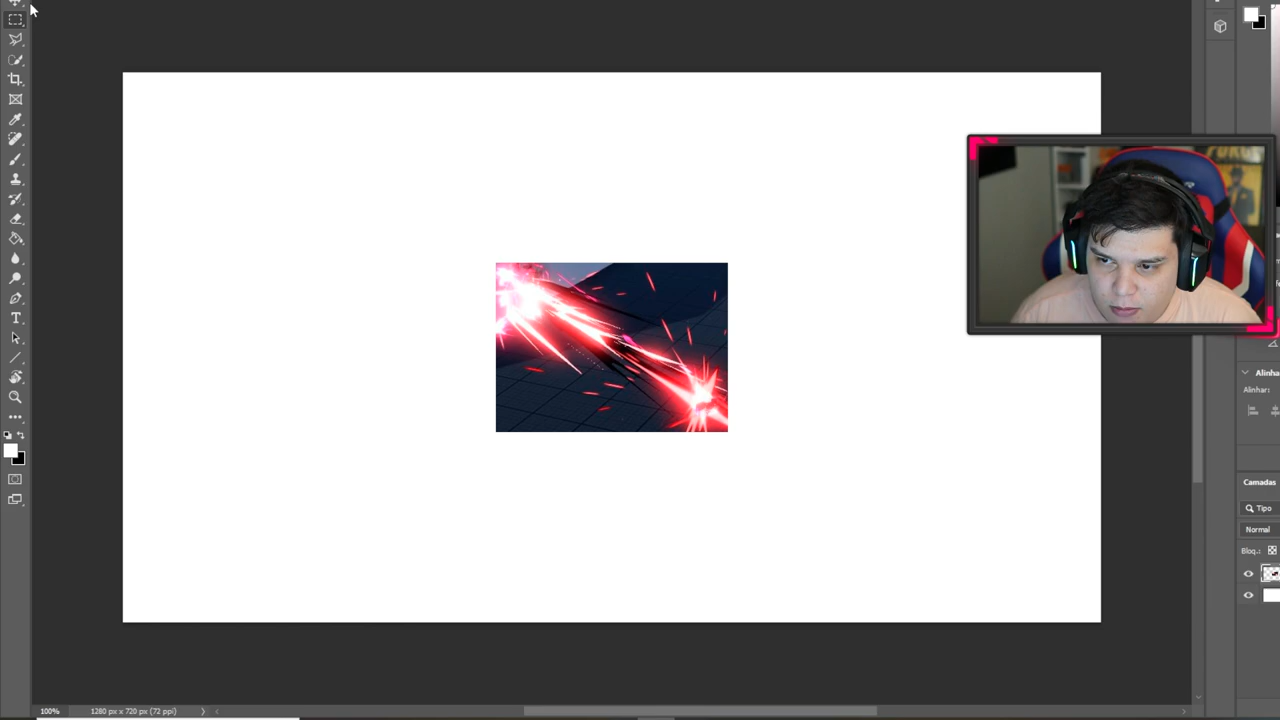 Alinha
Alinhar:
Camadas
Tipo
Normal
Bloq.:
100%
1280 px x 720 px (72 ppi)